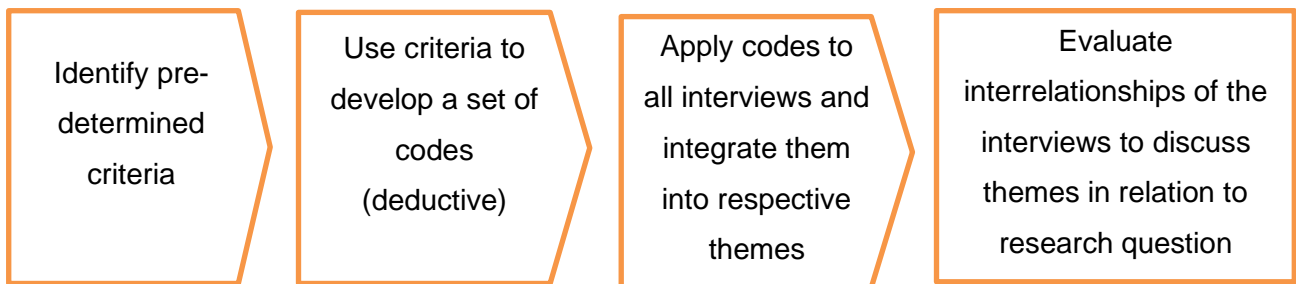 Identify pre-
determined
criteria
Use criteria to
develop a set of
codes
(deductive)
Apply codes to
all interviews and
integrate them
into respective
themes
Evaluate
interrelationships of the
interviews to discuss
themes in relation to
research question